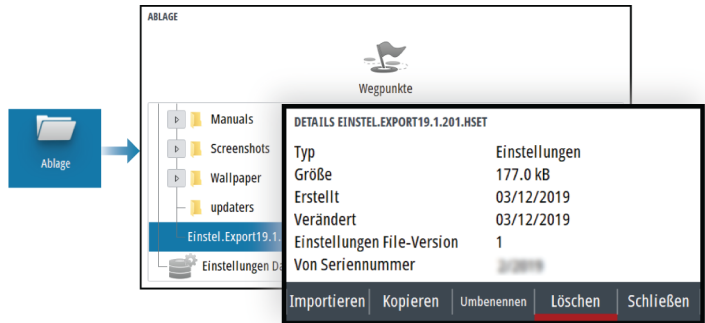 ABLAGE
Wegpunkte
Ablage
Manuals
Screenshots
Wallpaper
updaters
Einstel.Export19.1.
Einstellungen
DETAILS EINSTEL.EXPORT19.1.201.HSET
Typ Einstellungen
Größe 177.0 kB
Erstellt 03/12/2019
Verändert 03/12/2019
Einstellungen File-Version 1
Von Seriennummer
Importieren Kopieren Umbenennen Löschen Schließen